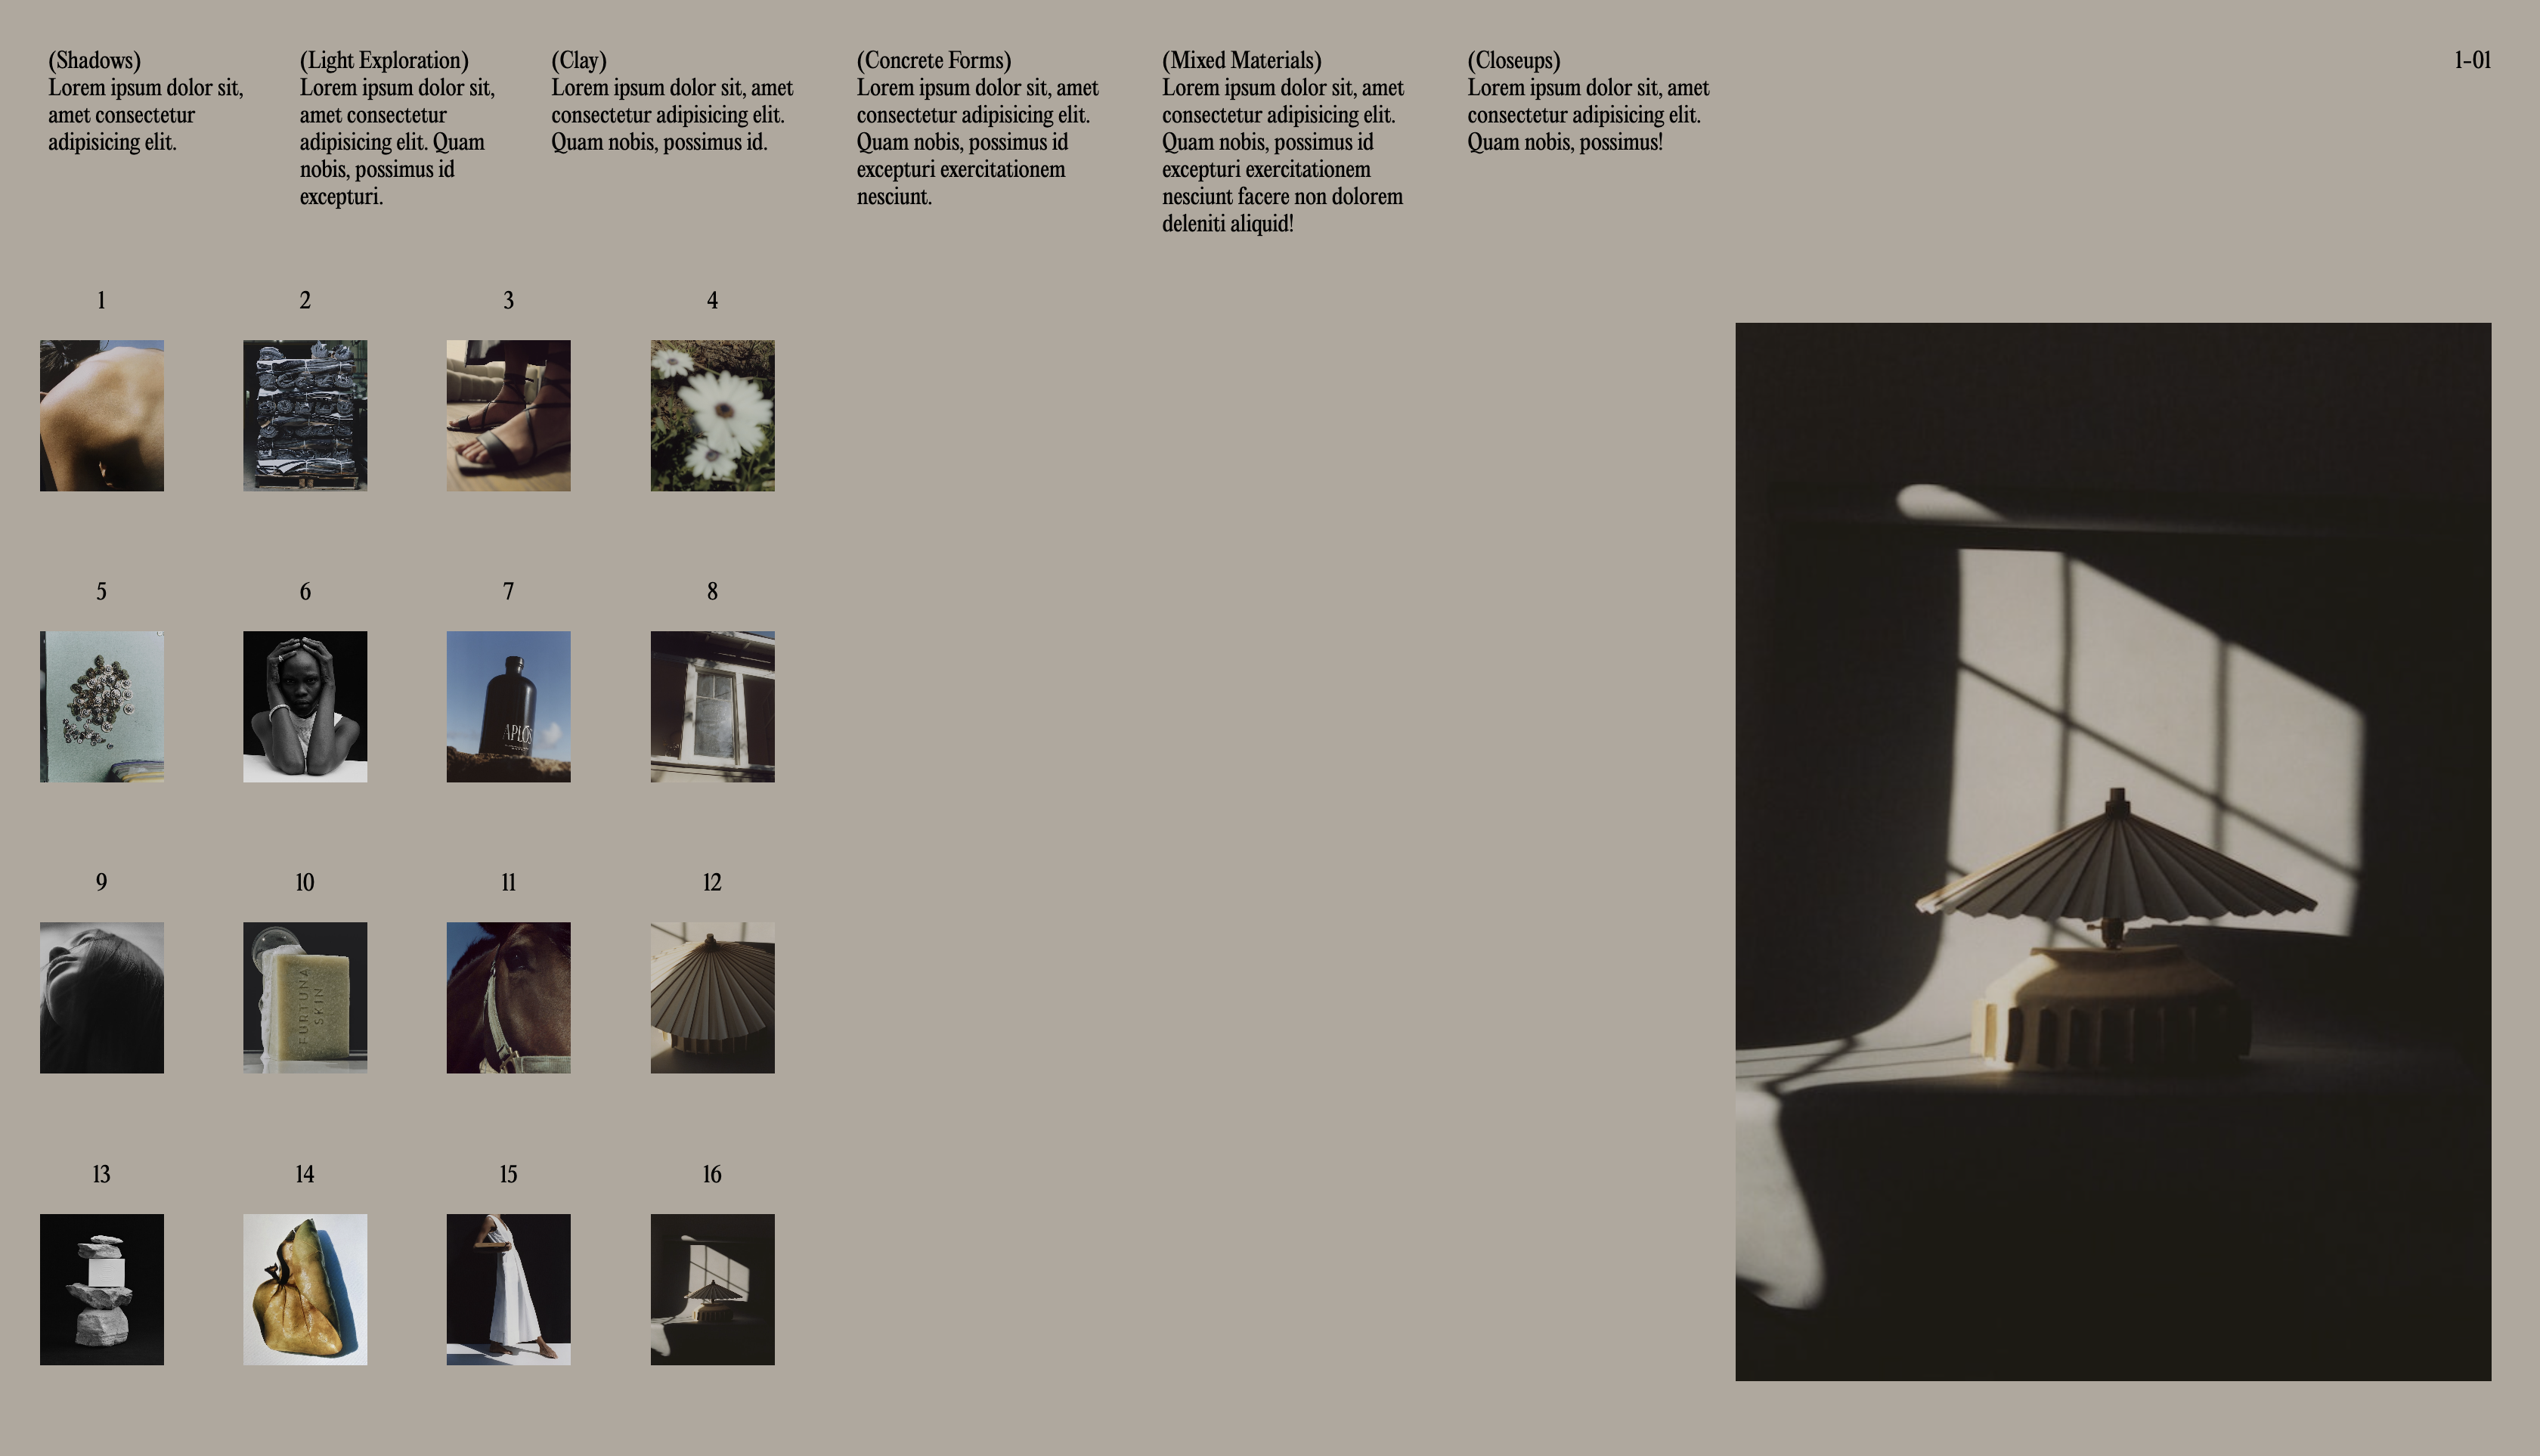 (Shadows)
Lorem ipsum dolor sit,
amet consectetur
adipisicing elit.
(Light Exploration)
Lorem ipsum dolor sit,
amet consectetur
adipisicing elit. Quam
nobis, possimus id
excepturi.
(Clay)
Lorem ipsum dolor sit, amet
consectetur adipisicing elit.
Quam nobis, possimus id.
(Concrete Forms)
Lorem ipsum dolor sit, amet
consectetur adipisicing elit.
Quam nobis, possimus id
excepturi exercitationem
nesciunt.
(Mixed Materials)
Lorem ipsum dolor sit, amet
consectetur adipisicing elit.
Quam nobis, possimus id
excepturi exercitationem
nesciunt facere non dolorem
deleniti aliquid!
(Closeups)
Lorem ipsum dolor sit, amet
consectetur adipisicing elit.
Quam nobis, possimus!
1-01
1
2
3
4
5
6
7
8
APLÓS
9
10
11
12
FURTUNA
SKIN
13
14
15
16